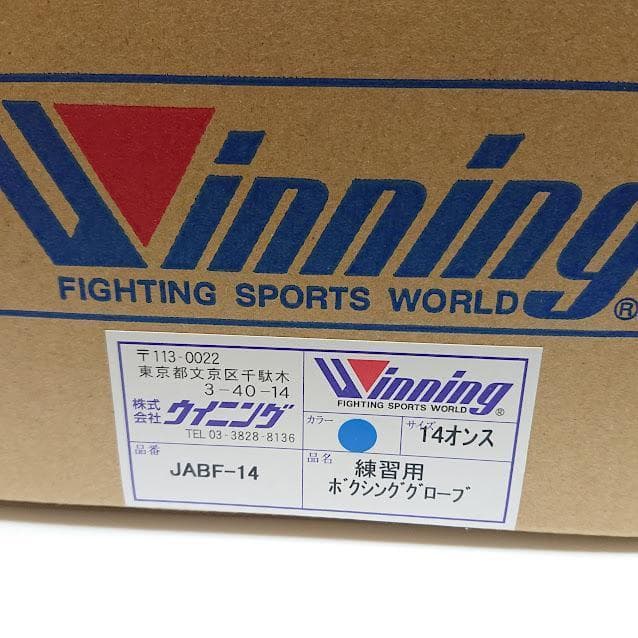 Winning
FIGHTING SPORTS WORLD®
〒113-0022
東京都文京区千駄木
3-40-14
株式会社 ウイニング
TEL 03-3828-8136
品番
JABF-14
Winning
FIGHTING SPORTS WORLD®
カラー
サイズ 14オンス
品名
練習用
ボクシンググローブ